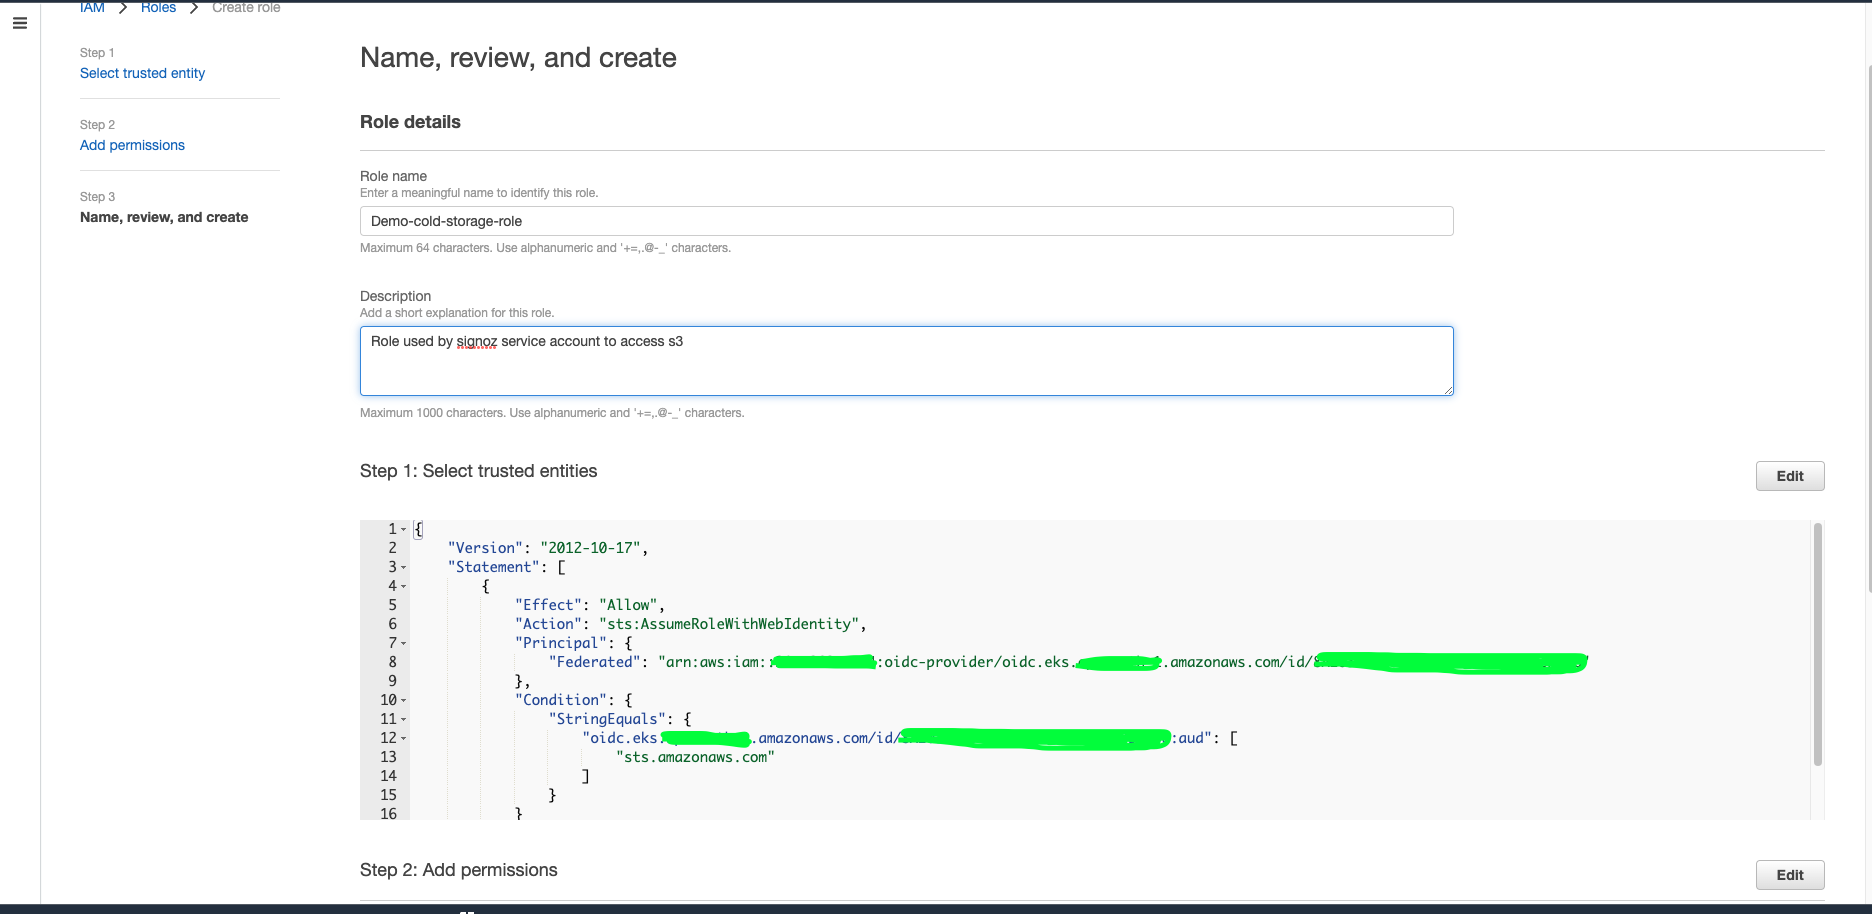 IAM > Roles > Create role
Step 1
Select trusted entity
Step 2
Add permissions
Step 3
Name, review, and create
Name, review, and create
Role details
Role name
Enter a meaningful name to identify this role.
Demo-cold-storage-role
Maximum 64 characters. Use alphanumeric and '+=,.@-_' characters.
Description
Add a short explanation for this role.
Role used by signoz service account to access s3
Maximum 1000 characters. Use alphanumeric and '+=,.@-_' characters.
Step 1: Select trusted entities
Edit
1 {
2 "Version": "2012-10-17",
3 "Statement": [
4 {
5 "Effect": "Allow",
6 "Action": "sts:AssumeRoleWithWebIdentity",
7 "Principal": {
8 "Federated": "arn:aws:iam: :oidc-provider/oidc.eks. .amazonaws.com/id/
9 },
10 "Condition": {
11 "StringEquals": {
12 "oidc.eks. .amazonaws.com/id/ :aud": [
13 "sts.amazonaws.com"
14 ]
15 }
16 }
Step 2: Add permissions
Edit